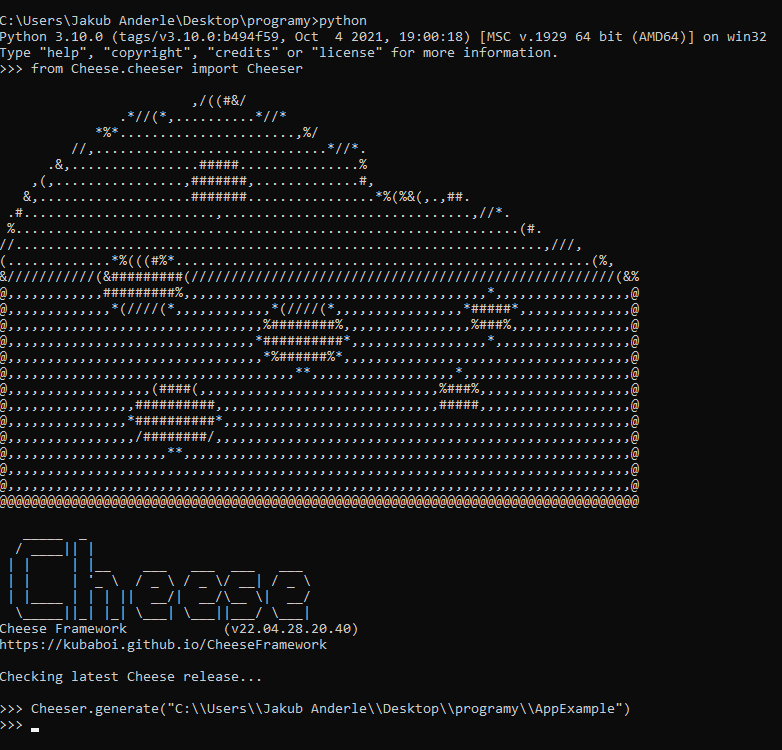 C:\Users\Jakub Anderle\Desktop\programy>python
Python 3.10.0 (tags/v3.10.0:b494f59, Oct  4 2021, 19:00:18) [MSC v.1929 64 bit (AMD64)] on win32
Type "help", "copyright", "credits" or "license" for more information.
>>> from Cheese.cheeser import Cheeser
Cheese
Cheese Framework            (v22.04.28.20.40)
https://kubaboi.github.io/CheeseFramework
Checking latest Cheese release...
>>> Cheeser.generate("C:\\Users\\Jakub Anderle\\Desktop\\programy\\AppExample")
>>>